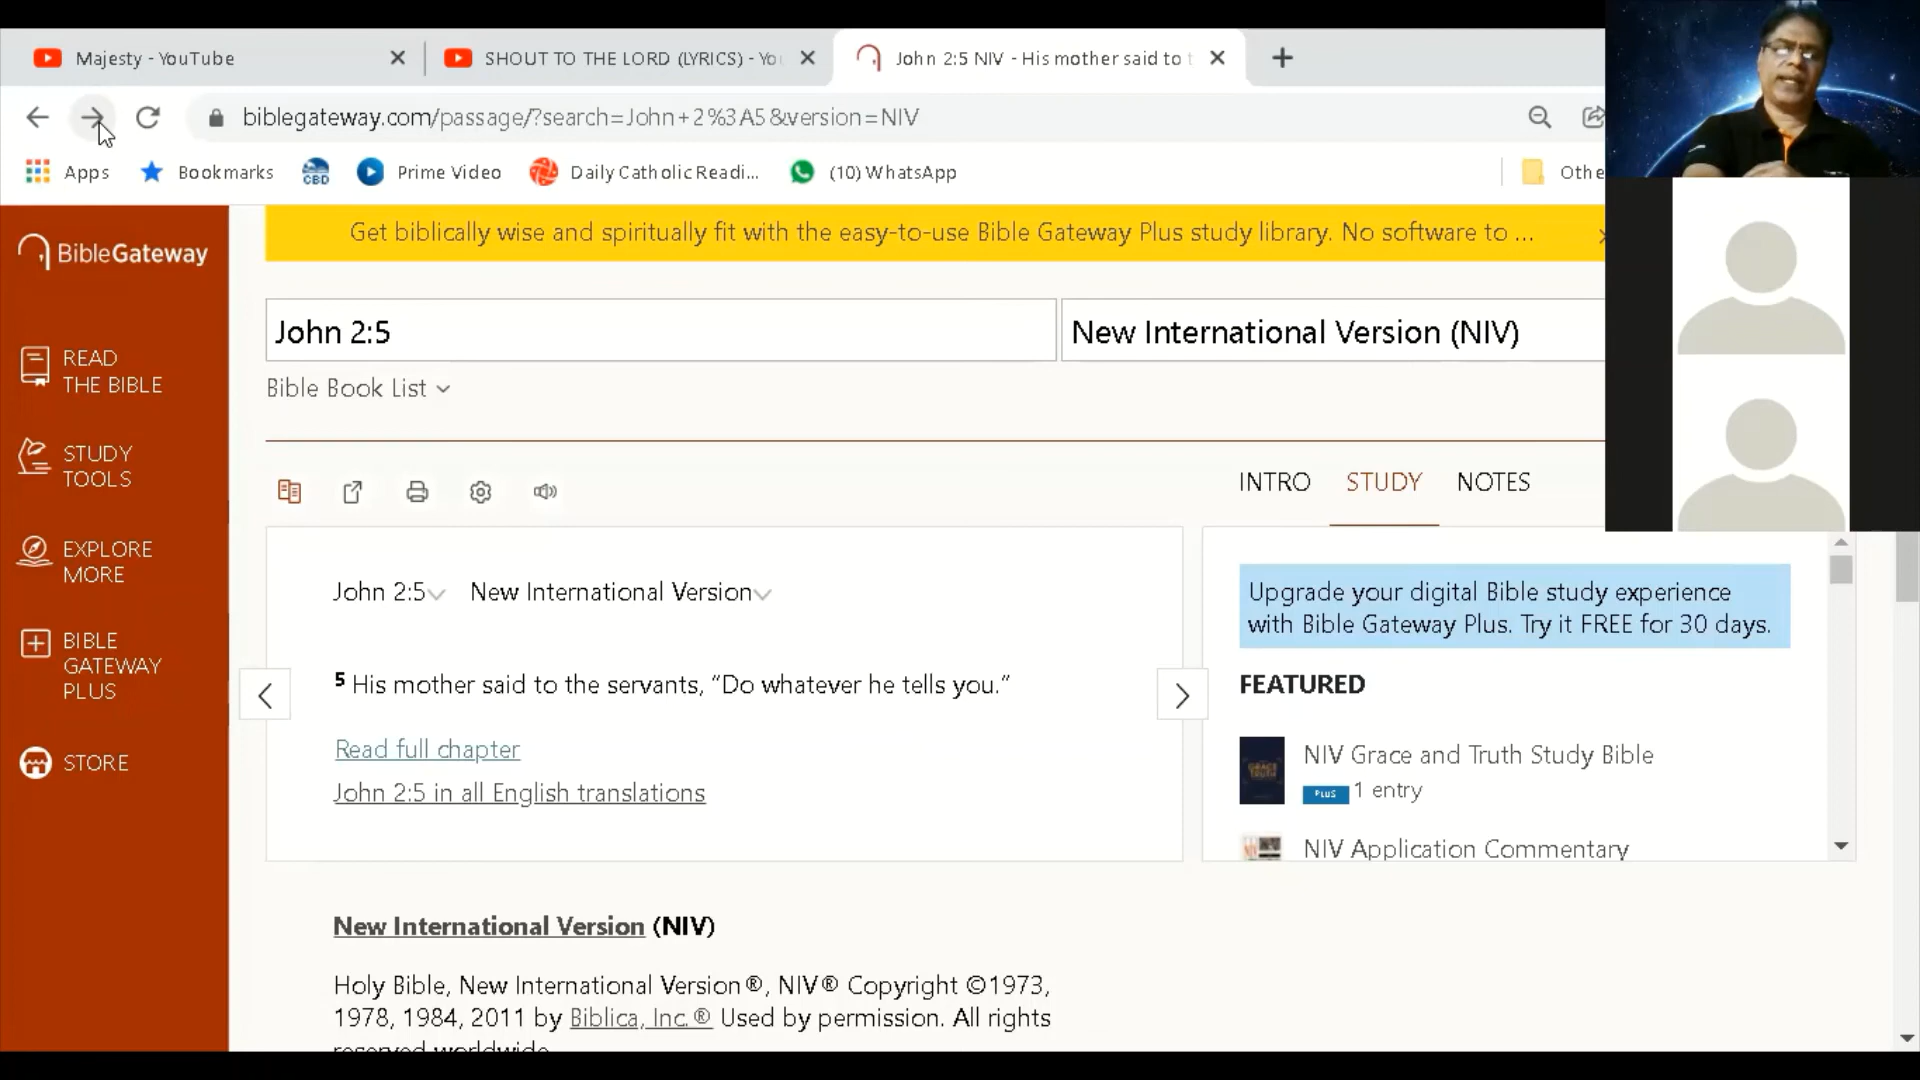 Majesty - YouTube
SHOUT TO THE LORD (LYRICS) - Yo
John 2:5 NIV - His mother said to t
biblegateway.com/passage/?search=John+2%3A5&version=NIV
Apps
Bookmarks
CBD
Prime Video
Daily Catholic Readi...
(10) WhatsApp
Othe
BibleGateway
Get biblically wise and spiritually fit with the easy-to-use Bible Gateway Plus study library. No software to ...
John 2:5
New International Version (NIV)
Bible Book List
READ
THE BIBLE
STUDY
TOOLS
EXPLORE
MORE
BIBLE
GATEWAY
PLUS
STORE
INTRO
STUDY
NOTES
John 2:5
New International Version
5 His mother said to the servants, “Do whatever he tells you.”
Read full chapter
John 2:5 in all English translations
Upgrade your digital Bible study experience
with Bible Gateway Plus. Try it FREE for 30 days.
FEATURED
NIV Grace and Truth Study Bible
PLUS 1 entry
NIV Application Commentary
New International Version (NIV)
Holy Bible, New International Version®, NIV® Copyright ©1973,
1978, 1984, 2011 by Biblica, Inc.® Used by permission. All rights
reserved worldwide